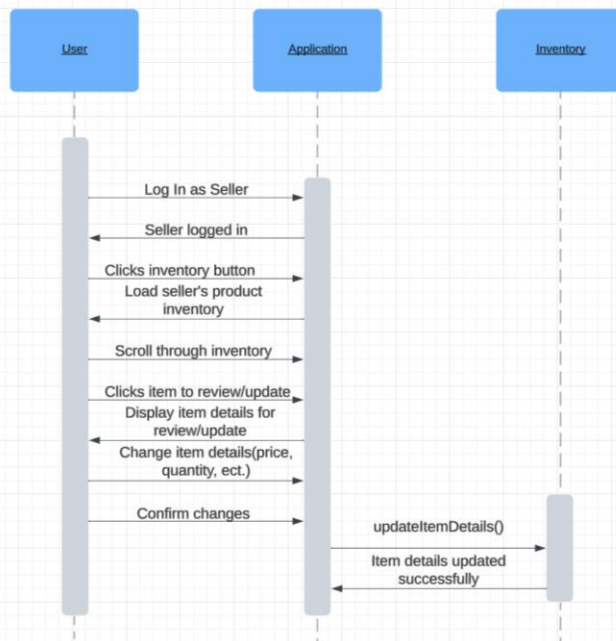 User
Application
Inventory
Log In as Seller
Seller logged in
Clicks inventory button
Load seller's product
inventory
Scroll through inventory
Clicks item to review/update
Display item details for
review/update
Change item details(price,
quantity, ect.)
Confirm changes
updateItemDetails()
Item details updated
successfully